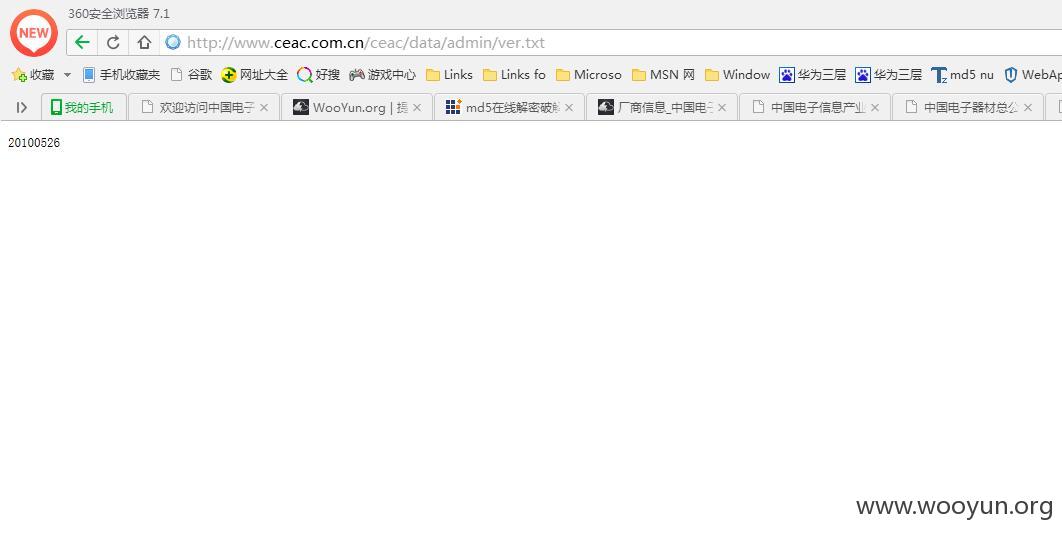 360安全浏览器 7.1
NEW
http://www.ceac.com.cn/ceac/data/admin/ver.txt
收藏 手机收藏夹 谷歌 网址大全 好搜 游戏中心 Links Links fo Microso MSN 网 Window 华为三层 华为三层 md5 nu WebAp
我的手机 欢迎访问中国电子 WooYun.org | 提 md5在线解密破解 厂商信息_中国电子 中国电子信息产业 中国电子器材总公
20100526
www.wooyun.org